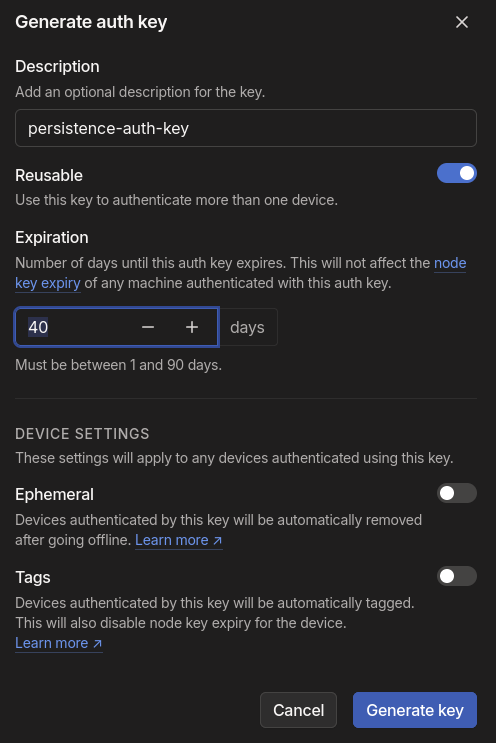 Generate auth key
Description
Add an optional description for the key.
persistence-auth-key
Reusable
Use this key to authenticate more than one device.
Expiration
Number of days until this auth key expires. This will not affect the node
key expiry of any machine authenticated with this auth key.
40 − + days
Must be between 1 and 90 days.
DEVICE SETTINGS
These settings will apply to any devices authenticated using this key.
Ephemeral
Devices authenticated by this key will be automatically removed
after going offline. Learn more ↗
Tags
Devices authenticated by this key will be automatically tagged.
This will also disable node key expiry for the device.
Learn more ↗
Cancel Generate key